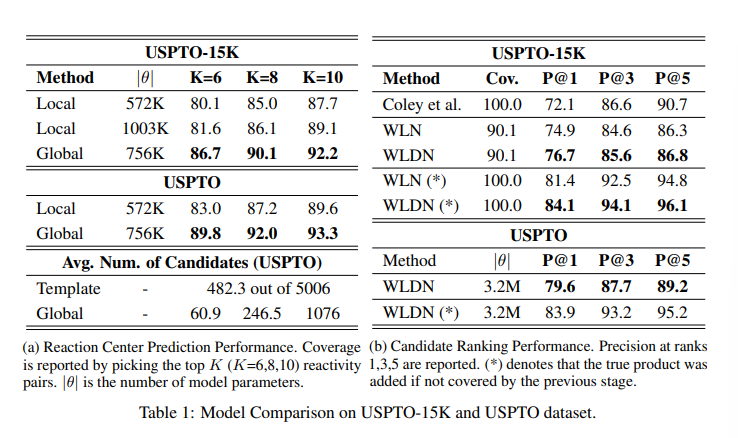 USPTO-15K
Method |θ| K=6 K=8 K=10
Local 572K 80.1 85.0 87.7
Local 1003K 81.6 86.1 89.1
Global 756K 86.7 90.1 92.2
USPTO
Local 572K 83.0 87.2 89.6
Global 756K 89.8 92.0 93.3
Avg. Num. of Candidates (USPTO)
Template - 482.3 out of 5006
Global - 60.9 246.5 1076
(a) Reaction Center Prediction Performance. Coverage
is reported by picking the top K (K=6,8,10) reactivity
pairs. |θ| is the number of model parameters.
USPTO-15K
Method Cov. P@1 P@3 P@5
Coley et al. 100.0 72.1 86.6 90.7
WLN 90.1 74.9 84.6 86.3
WLDN 90.1 76.7 85.6 86.8
WLN (*) 100.0 81.4 92.5 94.8
WLDN (*) 100.0 84.1 94.1 96.1
USPTO
Method |θ| P@1 P@3 P@5
WLDN 3.2M 79.6 87.7 89.2
WLDN (*) 3.2M 83.9 93.2 95.2
(b) Candidate Ranking Performance. Precision at ranks
1,3,5 are reported. (*) denotes that the true product was
added if not covered by the previous stage.
Table 1: Model Comparison on USPTO-15K and USPTO dataset.